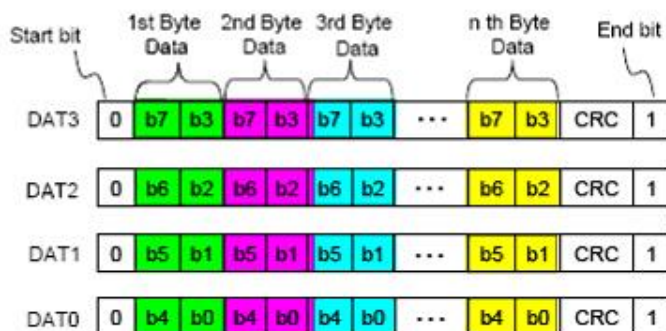 Start bit 1st Byte Data 2nd Byte Data 3rd Byte Data n th Byte Data End bit
DAT3 0 b7 b3 b7 b3 b7 b3 ... b7 b3 CRC 1
DAT2 0 b6 b2 b6 b2 b6 b2 ... b6 b2 CRC 1
DAT1 0 b5 b1 b5 b1 b5 b1 ... b5 b1 CRC 1
DAT0 0 b4 b0 b4 b0 b4 b0 ... b4 b0 CRC 1